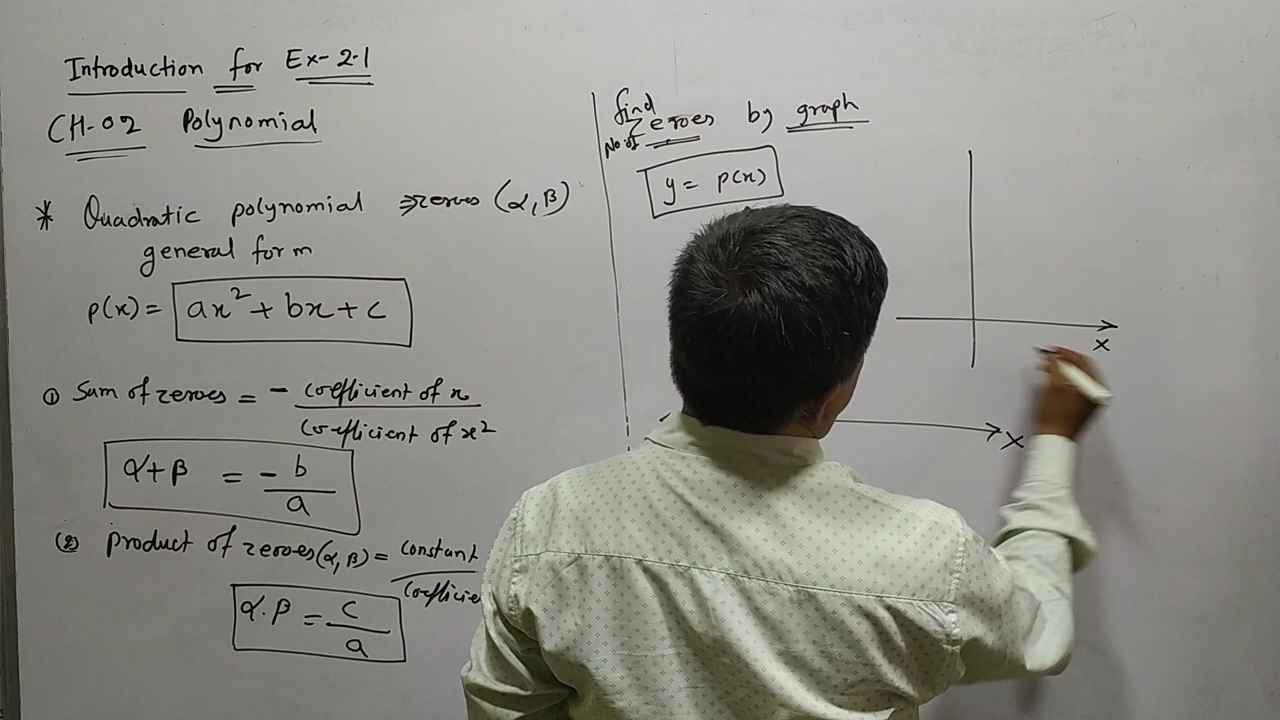 Introduction for Ex-2.1
CH-02 Polynomial
* Quadratic polynomial ⇒zeroes (α, β)
general form
p(x) = ax² + bx + c
① Sum of zeroes = - coefficient of x / coefficient of x²
α + β = - b / a
(2) product of zeroes (α, β) = constant
α . β = c / a
find
No. of zeroes by graph
y = p(x)
x
x